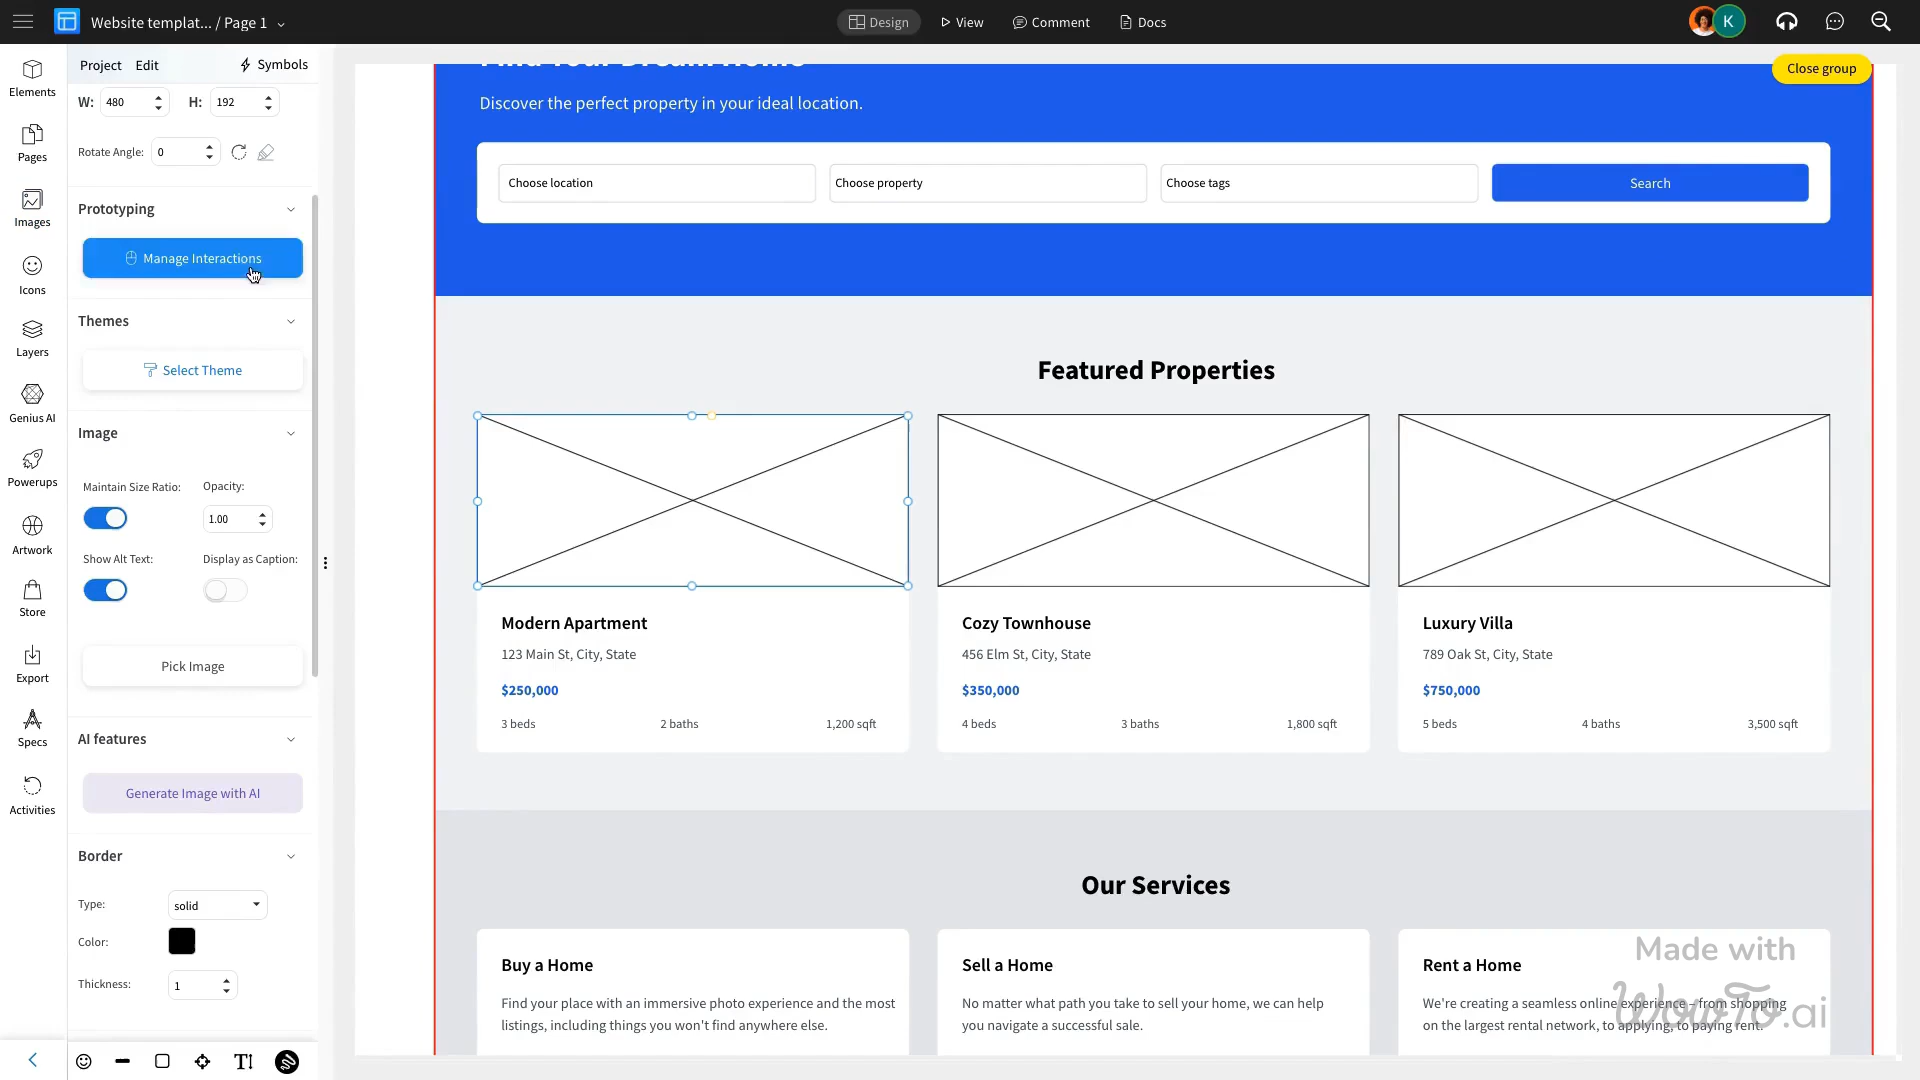 Website templat... / Page 1
Design
View
Comment
Docs
K
Close group
Elements
Pages
Images
Icons
Layers
Genius AI
Powerups
Artwork
Store
Export
Specs
Activities
Project
Edit
Symbols
W: 480
H: 192
Rotate Angle: 0
Prototyping
Manage Interactions
Themes
Select Theme
Image
Maintain Size Ratio:
Opacity:
1.00
Show Alt Text:
Display as Caption:
Pick Image
AI features
Generate Image with AI
Border
Type: solid
Color:
Thickness: 1
Find Your Dream Home
Discover the perfect property in your ideal location.
Choose location
Choose property
Choose tags
Search
Featured Properties
Modern Apartment
123 Main St, City, State
$250,000
3 beds 2 baths 1,200 sqft
Cozy Townhouse
456 Elm St, City, State
$350,000
4 beds 3 baths 1,800 sqft
Luxury Villa
789 Oak St, City, State
$750,000
5 beds 4 baths 3,500 sqft
Our Services
Buy a Home
Find your place with an immersive photo experience and the most
listings, including things you won't find anywhere else.
Sell a Home
No matter what path you take to sell your home, we can help
you navigate a successful sale.
Rent a Home
We're creating a seamless online experience – from shopping
on the largest rental network, to applying, to paying rent.
Made with
WowTo.ai